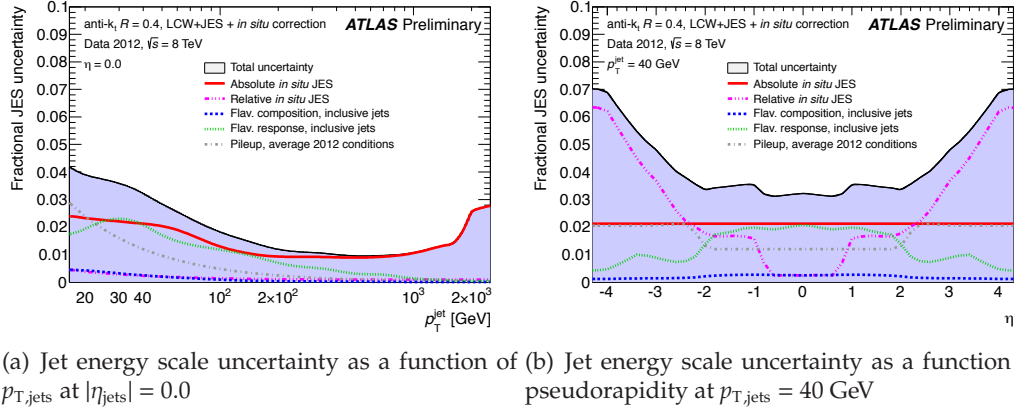 Fractional JES uncertainty
0.1
0.09
0.08
0.07
0.06
0.05
0.04
0.03
0.02
0.01
0
anti-kt R = 0.4, LCW+JES + in situ correction
ATLAS Preliminary
Data 2012, √s = 8 TeV
η = 0.0
Total uncertainty
Absolute in situ JES
Relative in situ JES
Flav. composition, inclusive jets
Flav. response, inclusive jets
Pileup, average 2012 conditions
20 30 40 10² 2×10² 10³ 2×10³
pTjet [GeV]
Fractional JES uncertainty
0.1
0.09
0.08
0.07
0.06
0.05
0.04
0.03
0.02
0.01
0
anti-kt R = 0.4, LCW+JES + in situ correction
ATLAS Preliminary
Data 2012, √s = 8 TeV
pTjet = 40 GeV
Total uncertainty
Absolute in situ JES
Relative in situ JES
Flav. composition, inclusive jets
Flav. response, inclusive jets
Pileup, average 2012 conditions
-4 -3 -2 -1 0 1 2 3 4
η
(a) Jet energy scale uncertainty as a function of
pT,jets at |ηjets| = 0.0
(b) Jet energy scale uncertainty as a function
pseudorapidity at pT,jets = 40 GeV